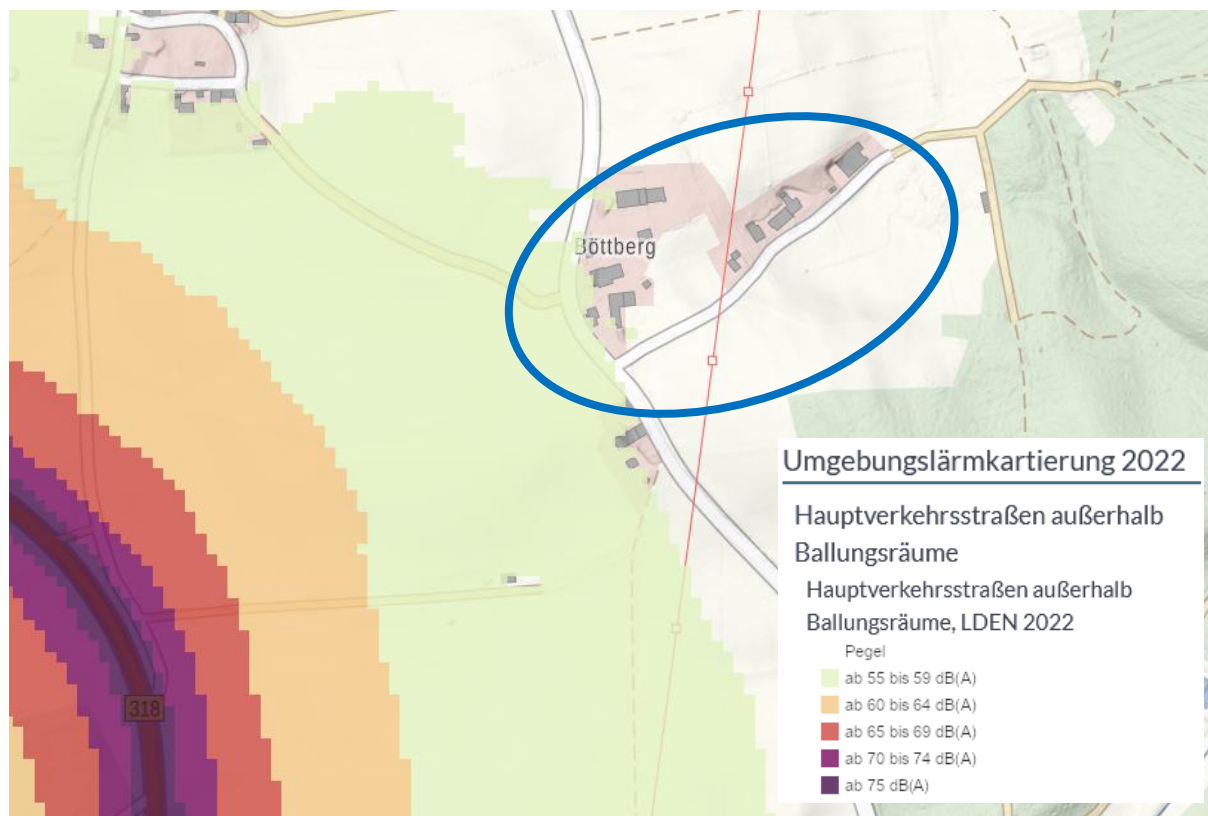 Böttberg
318
Umgebungslärmkartierung 2022
Hauptverkehrsstraßen außerhalb
Ballungsräume
Hauptverkehrsstraßen außerhalb
Ballungsräume, LDEN 2022
Pegel
ab 55 bis 59 dB(A)
ab 60 bis 64 dB(A)
ab 65 bis 69 dB(A)
ab 70 bis 74 dB(A)
ab 75 dB(A)